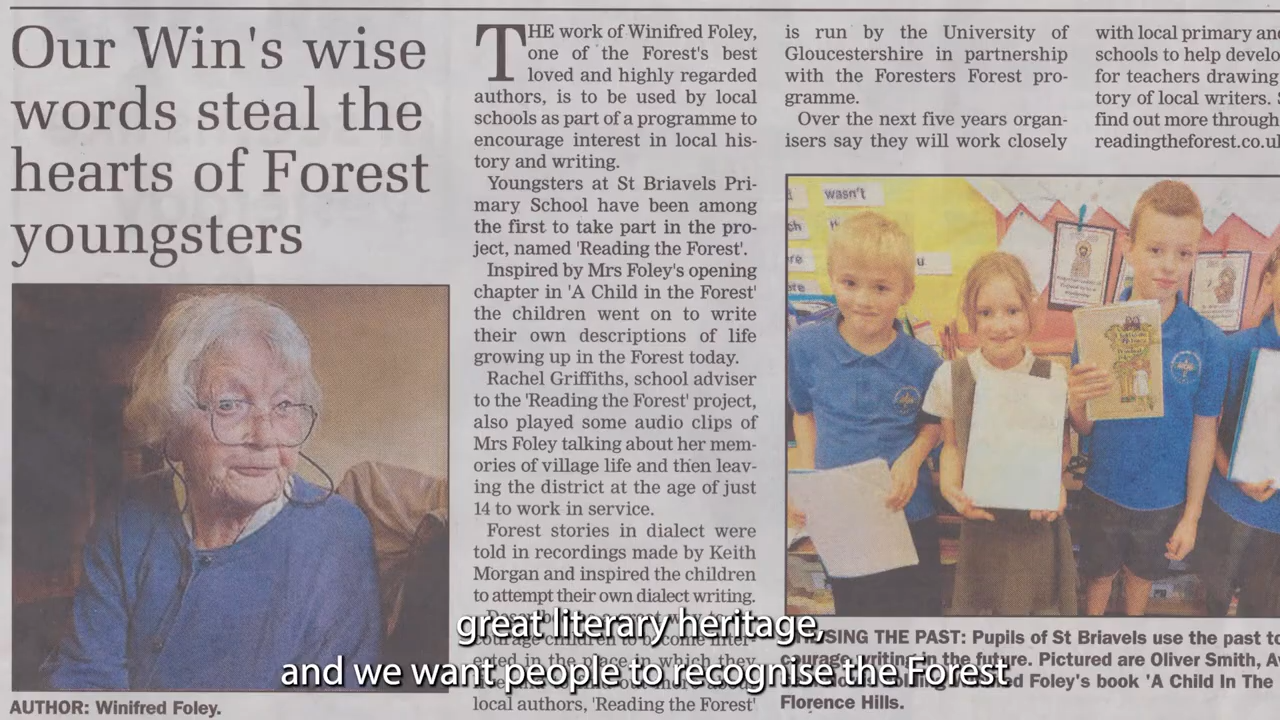 Our Win's wise
words steal the
hearts of Forest
youngsters
AUTHOR: Winifred Foley.
THE work of Winifred Foley,
one of the Forest's best
loved and highly regarded
authors, is to be used by local
schools as part of a programme to
encourage interest in local his-
tory and writing.
Youngsters at St Briavels Pri-
mary School have been among
the first to take part in the pro-
ject, named 'Reading the Forest'.
Inspired by Mrs Foley's opening
chapter in 'A Child in the Forest'
the children went on to write
their own descriptions of life
growing up in the Forest today.
Rachel Griffiths, school adviser
to the 'Reading the Forest' project,
also played some audio clips of
Mrs Foley talking about her mem-
ories of village life and then leav-
ing the district at the age of just
14 to work in service.
Forest stories in dialect were
told in recordings made by Keith
Morgan and inspired the children
to attempt their own dialect writing.
local authors, 'Reading the Forest'
is run by the University of
Gloucestershire in partnership
with the Foresters Forest pro-
gramme.
Over the next five years organ-
isers say they will work closely
with local primary and
schools to help develo
for teachers drawing
tory of local writers.
find out more through
readingtheforest.co.uk
wasn't
THE PAST: Pupils of St Briavels use the past to
writing in the future. Pictured are Oliver Smith,
Foley's book 'A Child In The
Florence Hills.
great literary heritage,
and we want people to recognise the Forest